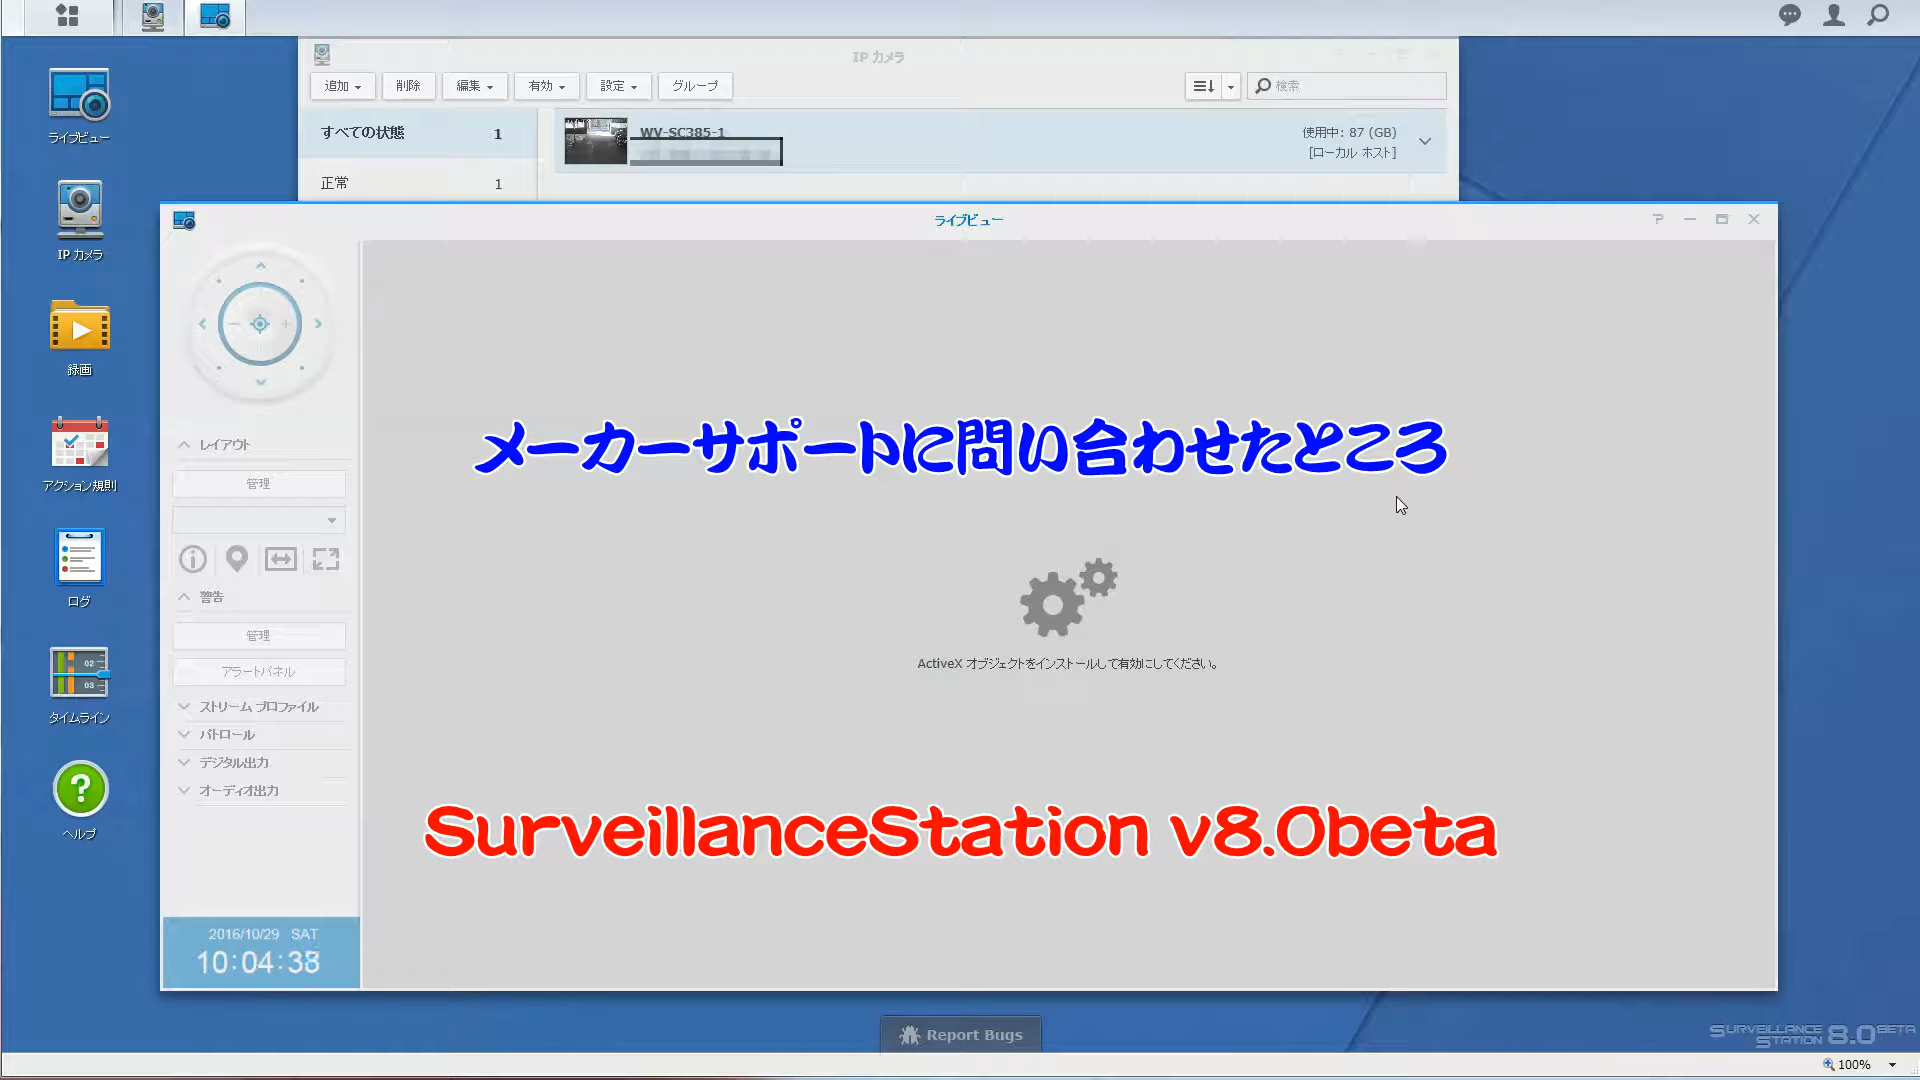 IP カメラ
追加
削除
編集
有効
設定
グループ
検索
すべての状態 1
WV-SC385-1
使用中: 87 (GB)
[ローカル ホスト]
正常 1
ライブビュー
IP カメラ
録画
アクション規則
ログ
タイムライン
ヘルプ
ライブビュー
レイアウト
管理
警告
管理
アラートパネル
ストリーム プロファイル
パトロール
デジタル出力
オーディオ出力
2016/10/29 SAT
10:04:38
メーカーサポートに問い合わせたところ
ActiveX オブジェクトをインストールして有効にしてください。
SurveillanceStation v8.0beta
Report Bugs
SURVEILLANCE STATION 8.0 BETA
100%